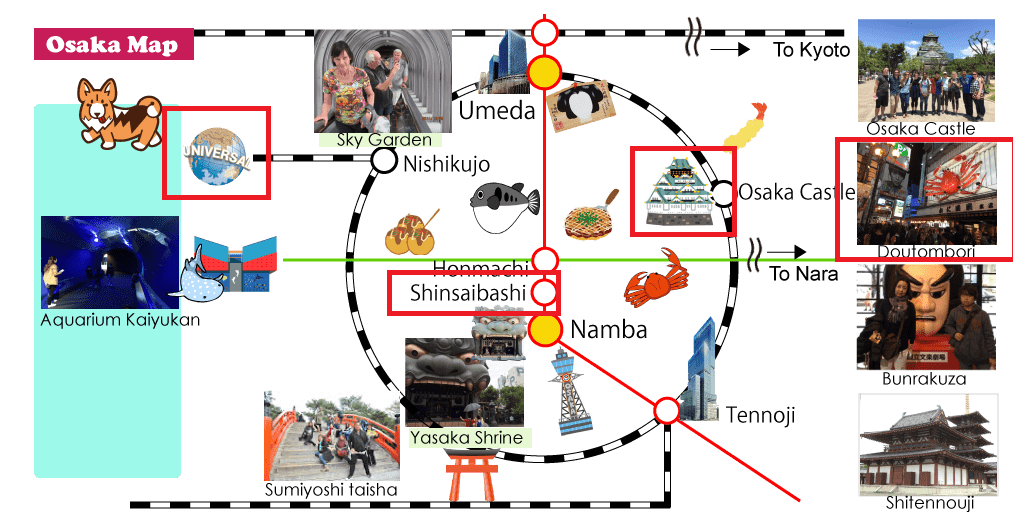 Osaka Map
To Kyoto
Umeda
Sky Garden
Osaka Castle
UNIVERSAL
Nishikujo
Osaka Castle
Doutombori
Honmachi
To Nara
Shinsaibashi
Aquarium Kaiyukan
Namba
Bunrakuza
Yasaka Shrine
Tennoji
Sumiyoshi taisha
Shitennouji